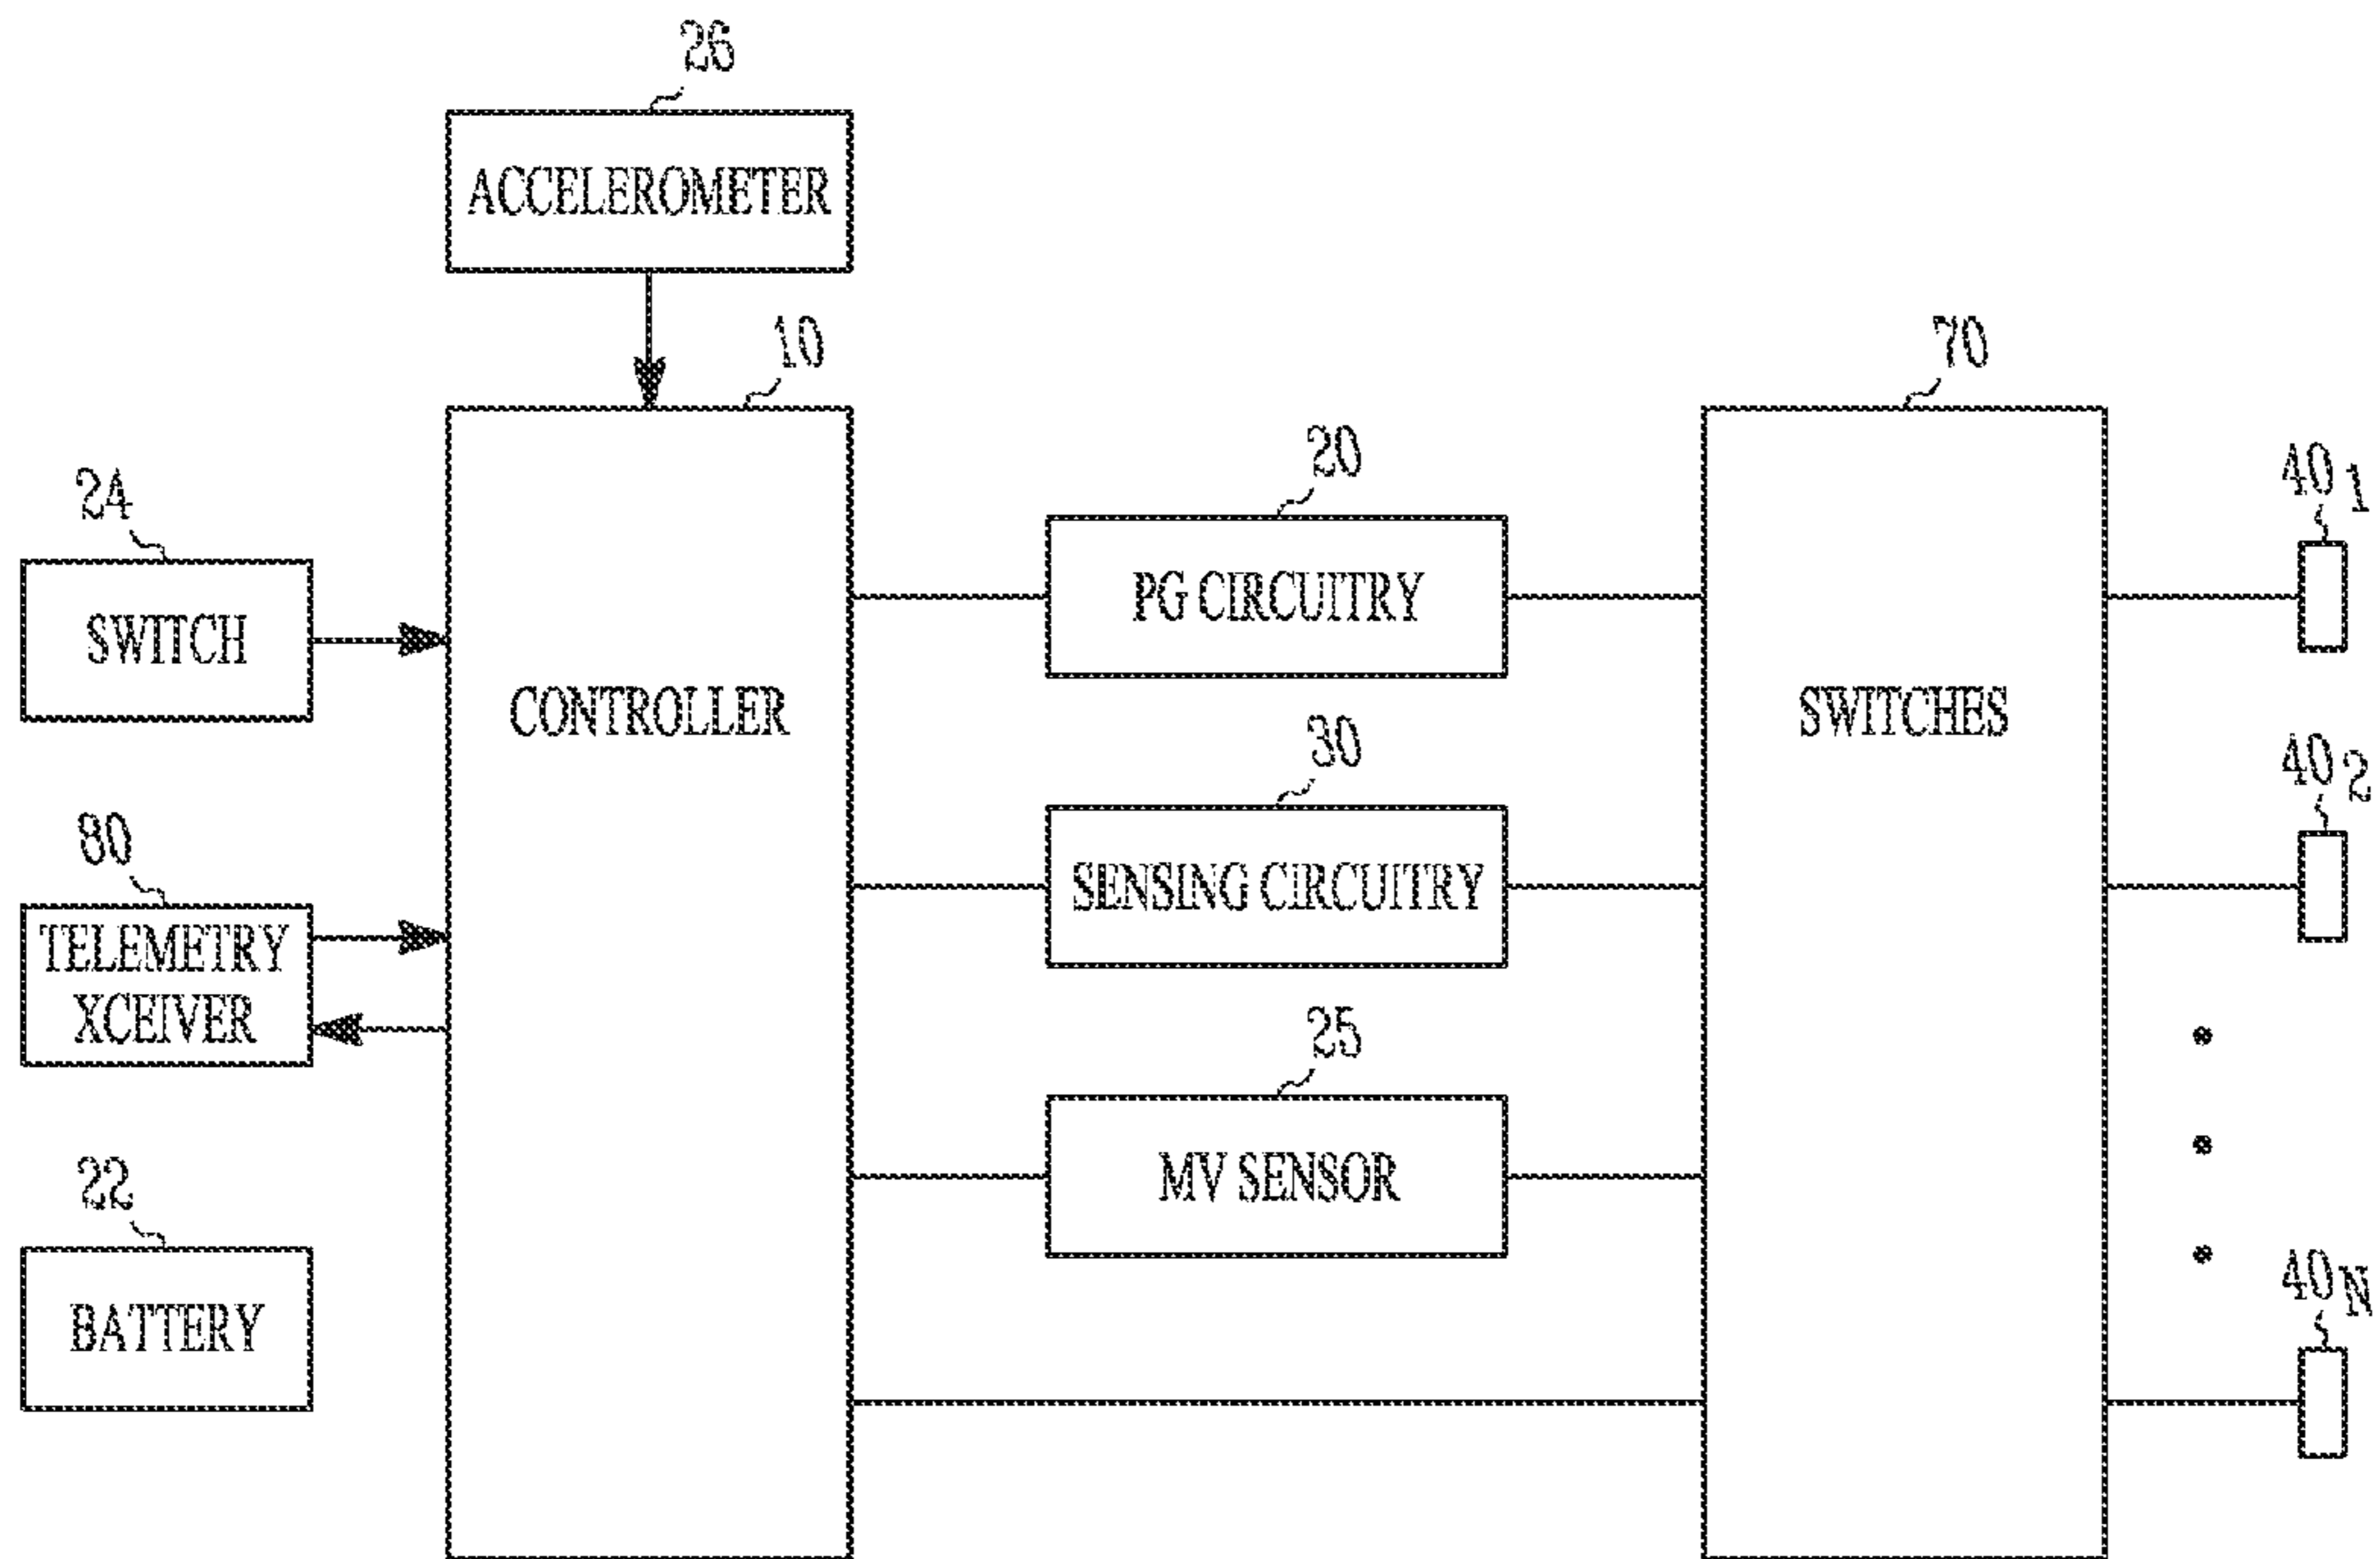 26
ACCELEROMETER
10
70
20
40 1
24
PG CIRCUITRY
SWITCH
CONTROLLER
SWITCHES
30
40 2
80
SENSING CIRCUITRY
TELEMETRY
XCEIVER
25
22
MV SENSOR
40 N
BATTERY